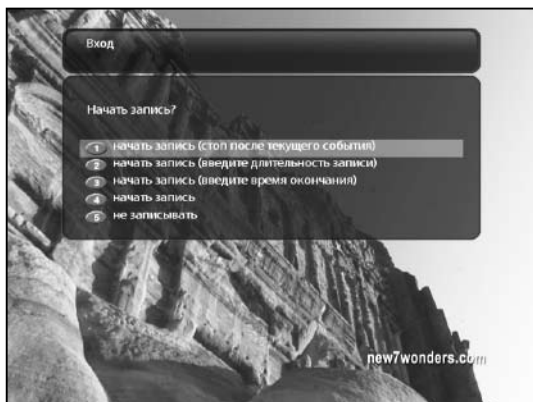 Вход
Начать запись?
1 начать запись (стоп после текущего события)
2 начать запись (введите длительность записи)
3 начать запись (введите время окончания)
4 начать запись
5 не записывать
new7wonders.com